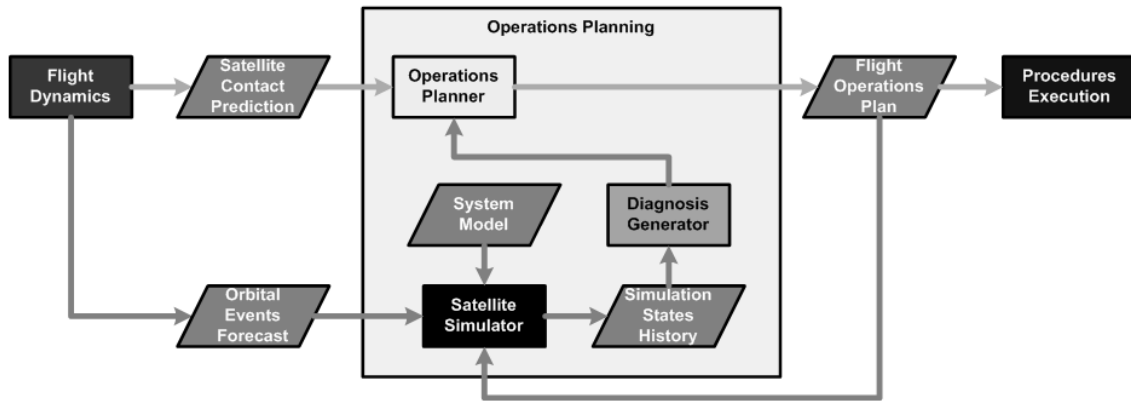 Operations Planning
Flight
Dynamics
Satellite
Contact
Prediction
Operations
Planner
Flight
Operations
Plan
Procedures
Execution
System
Model
Diagnosis
Generator
Orbital
Events
Forecast
Satellite
Simulator
Simulation
States
History